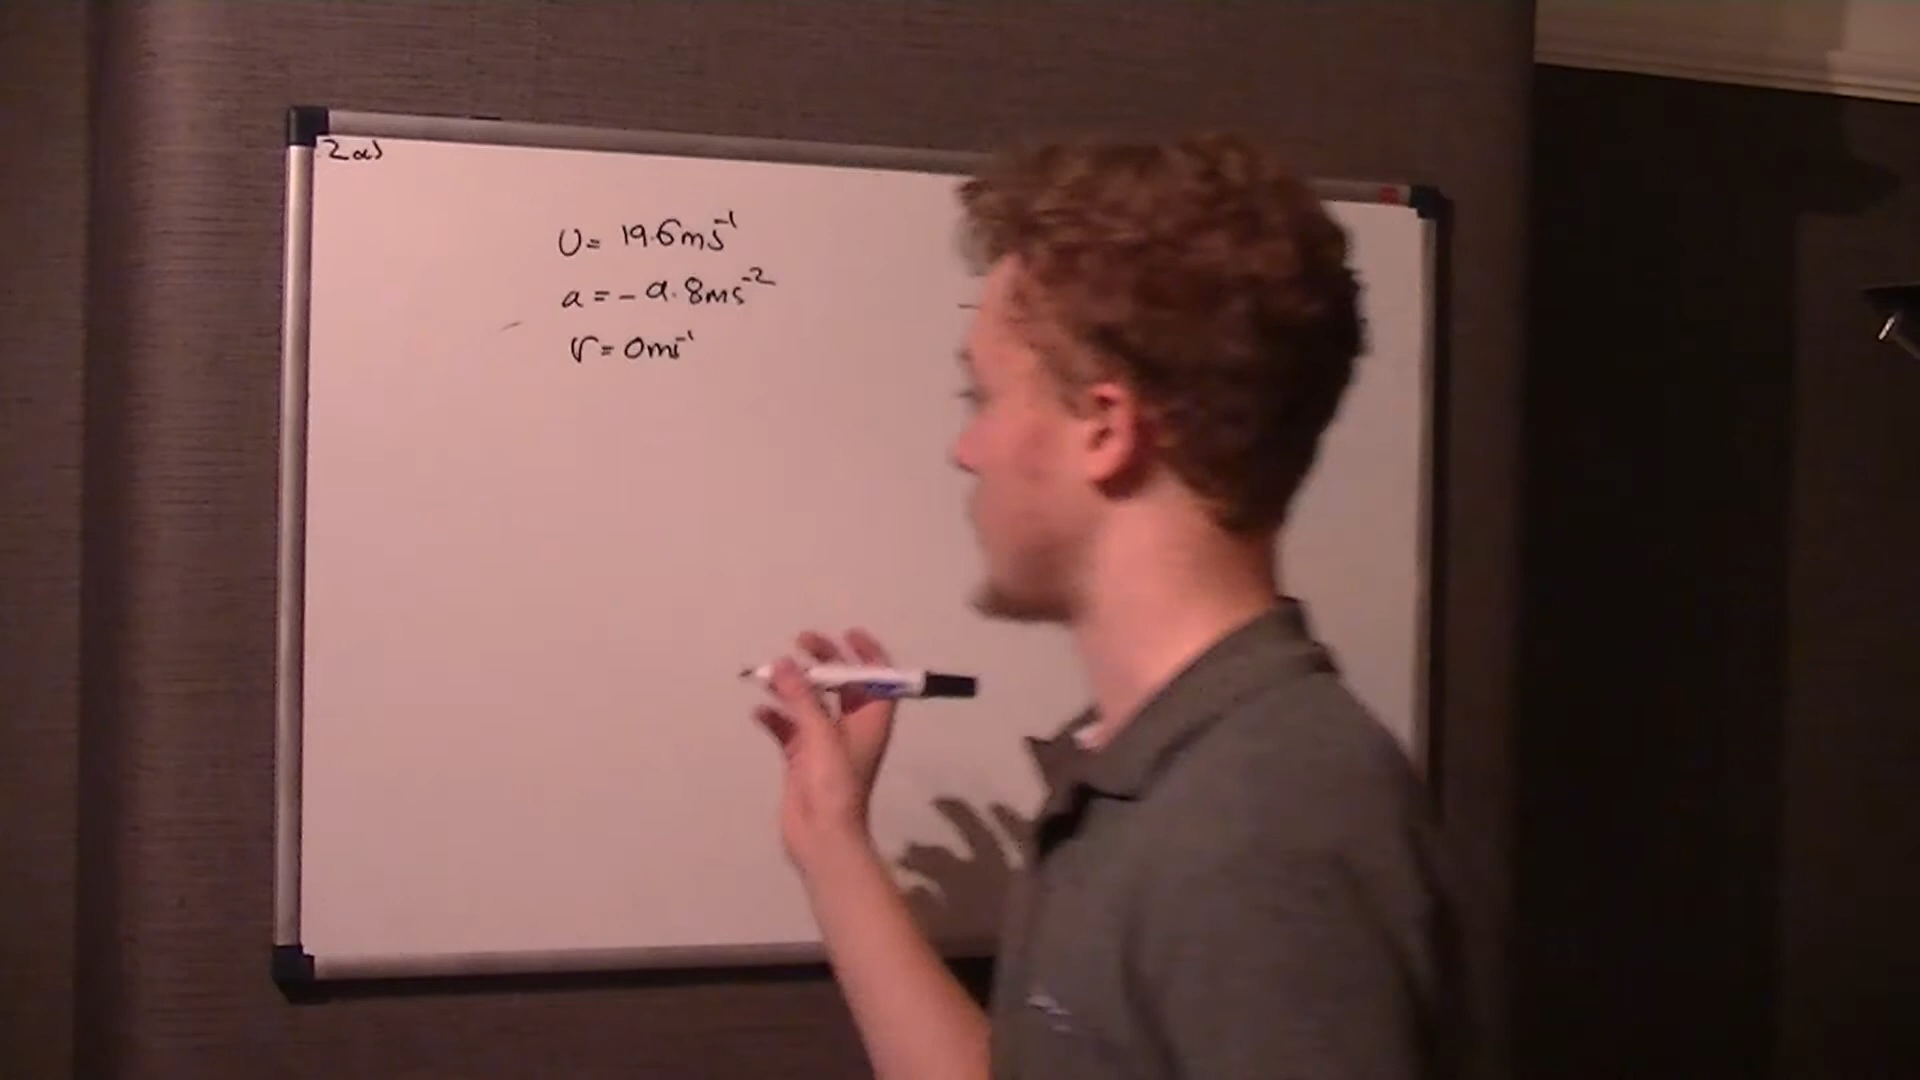 2a)
U = 19.6ms⁻¹
a = - 9.8ms⁻²
V = 0ms⁻¹